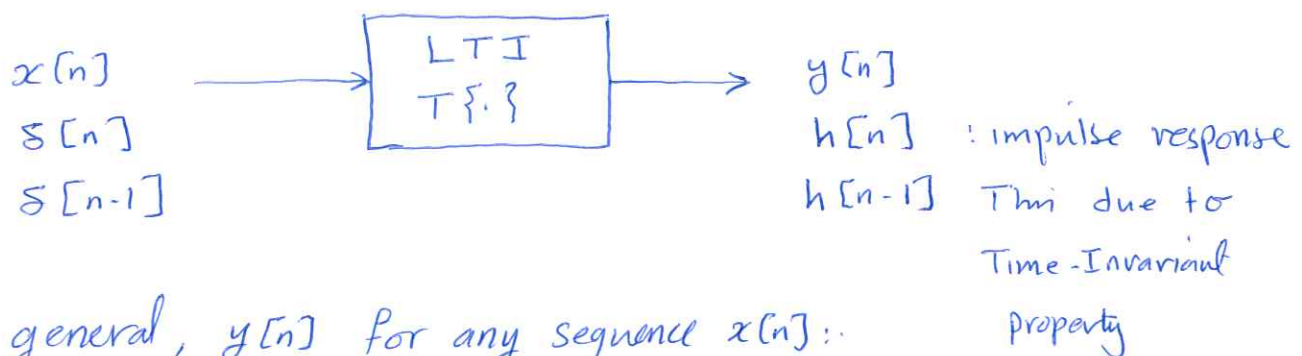 LTI
x[n] T{.} y[n]
δ[n] h[n] : impulse response
δ[n-1] h[n-1] This due to
Time-Invariant
property
general, y[n] for any sequence x[n]:.